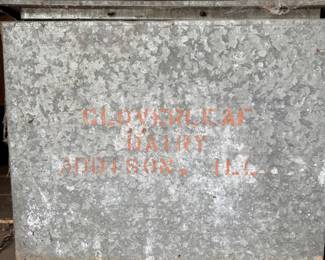 CLOVERLEAF
DAIRY
ADDISON, ILL.